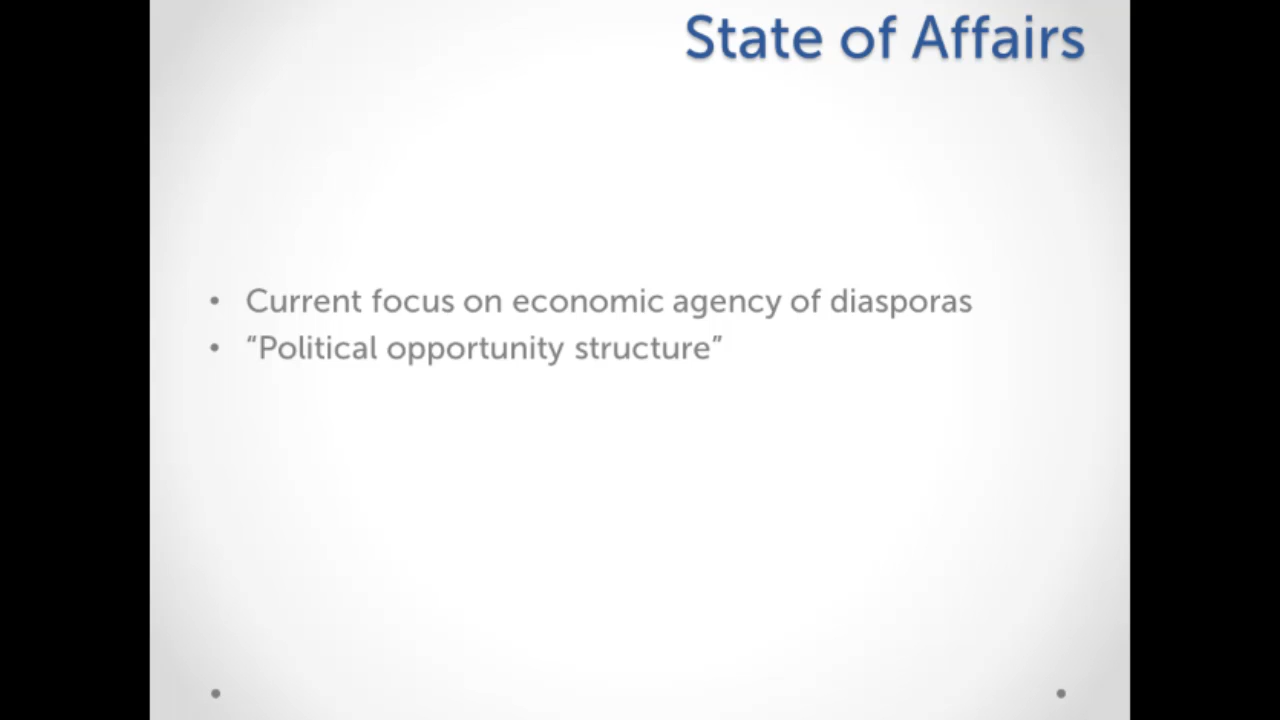 State of Affairs
• Current focus on economic agency of diasporas
• “Political opportunity structure”